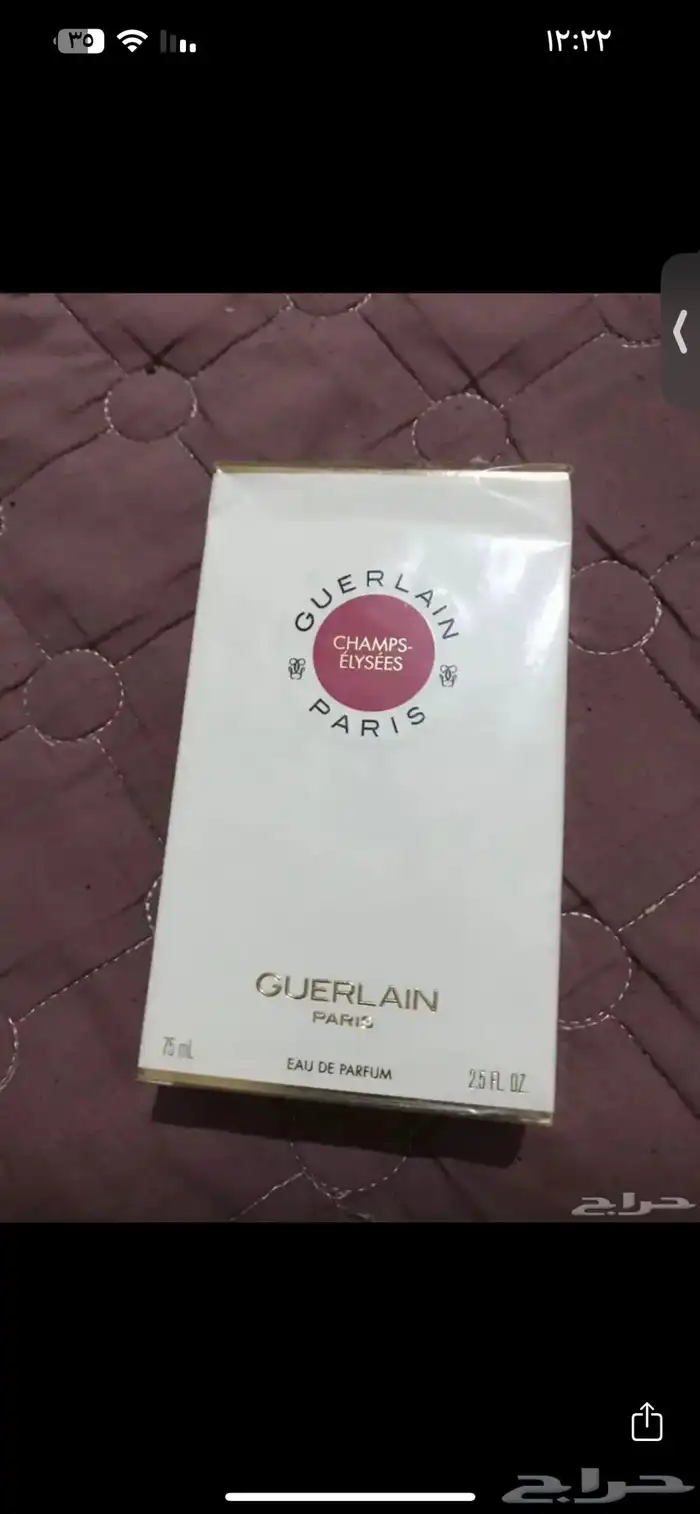 ٣٥
١٢:٢٢
GUERLAIN
CHAMPS-
ÉLYSÉES
PARIS
GUERLAIN
PARIS
75 mL
EAU DE PARFUM
2.5 FL. OZ.
حراج
حراج